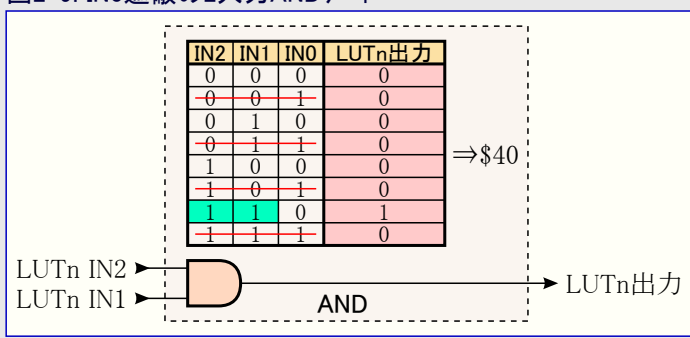 IN2 IN1 IN0 LUTn出力
0 0 0 0
0 0 1 0
0 1 0 0
0 1 1 0
1 0 0 0
1 0 1 0
1 1 0 1
1 1 1 0
⇒$40
LUTn IN2
LUTn IN1
LUTn出力
AND